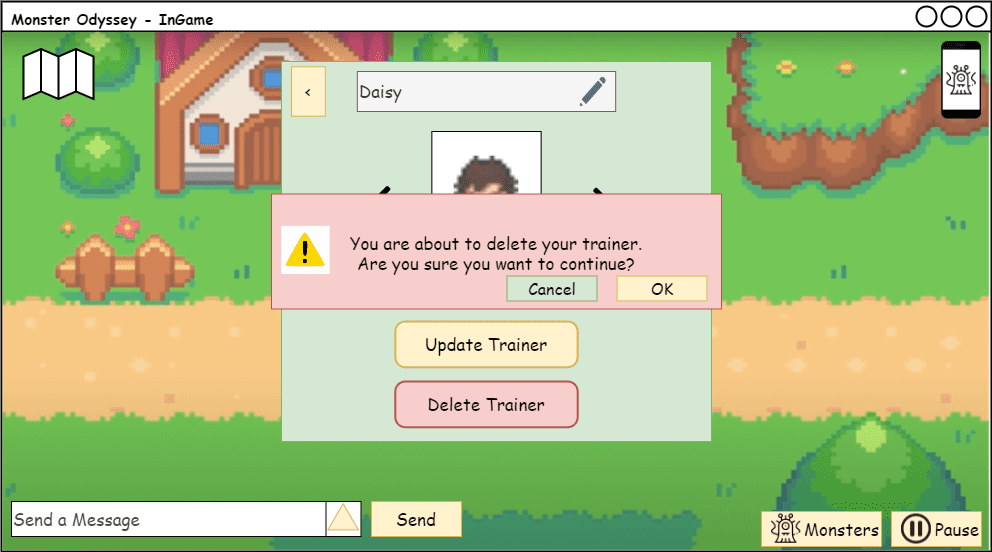 Monster Odyssey - InGame
<
Daisy
You are about to delete your trainer.
Are you sure you want to continue?
Cancel
OK
Update Trainer
Delete Trainer
Send a Message
Send
Monsters
Pause